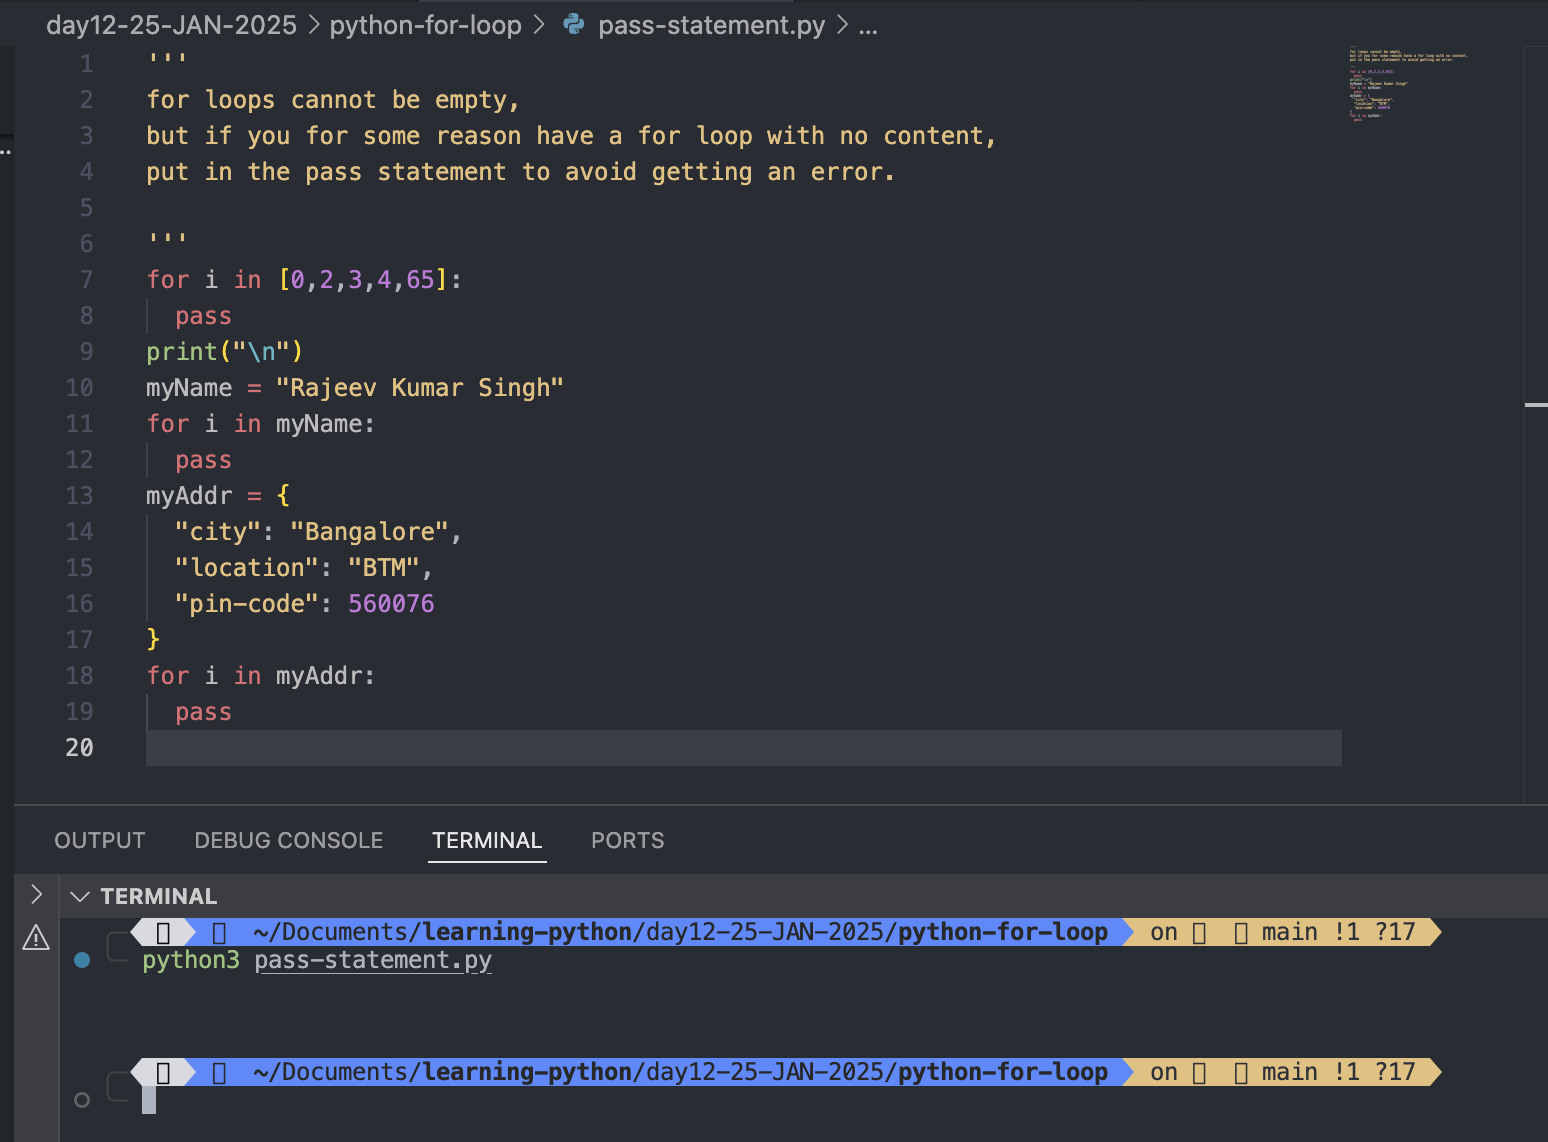 day12-25-JAN-2025 > python-for-loop > pass-statement.py > ...
1 '''
2 for loops cannot be empty,
3 but if you for some reason have a for loop with no content,
4 put in the pass statement to avoid getting an error.
5
6 '''
7 for i in [0,2,3,4,65]:
8   pass
9 print("\n")
10 myName = "Rajeev Kumar Singh"
11 for i in myName:
12   pass
13 myAddr = {
14   "city": "Bangalore",
15   "location": "BTM",
16   "pin-code": 560076
17 }
18 for i in myAddr:
19   pass
20
OUTPUT DEBUG CONSOLE TERMINAL PORTS
TERMINAL
~/Documents/learning-python/day12-25-JAN-2025/python-for-loop on main !1 ?17
python3 pass-statement.py
~/Documents/learning-python/day12-25-JAN-2025/python-for-loop on main !1 ?17